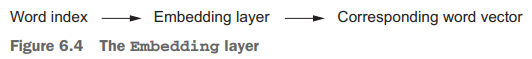 Word index Embedding layer Corresponding word vector
Figure 6.4 The Embedding layer